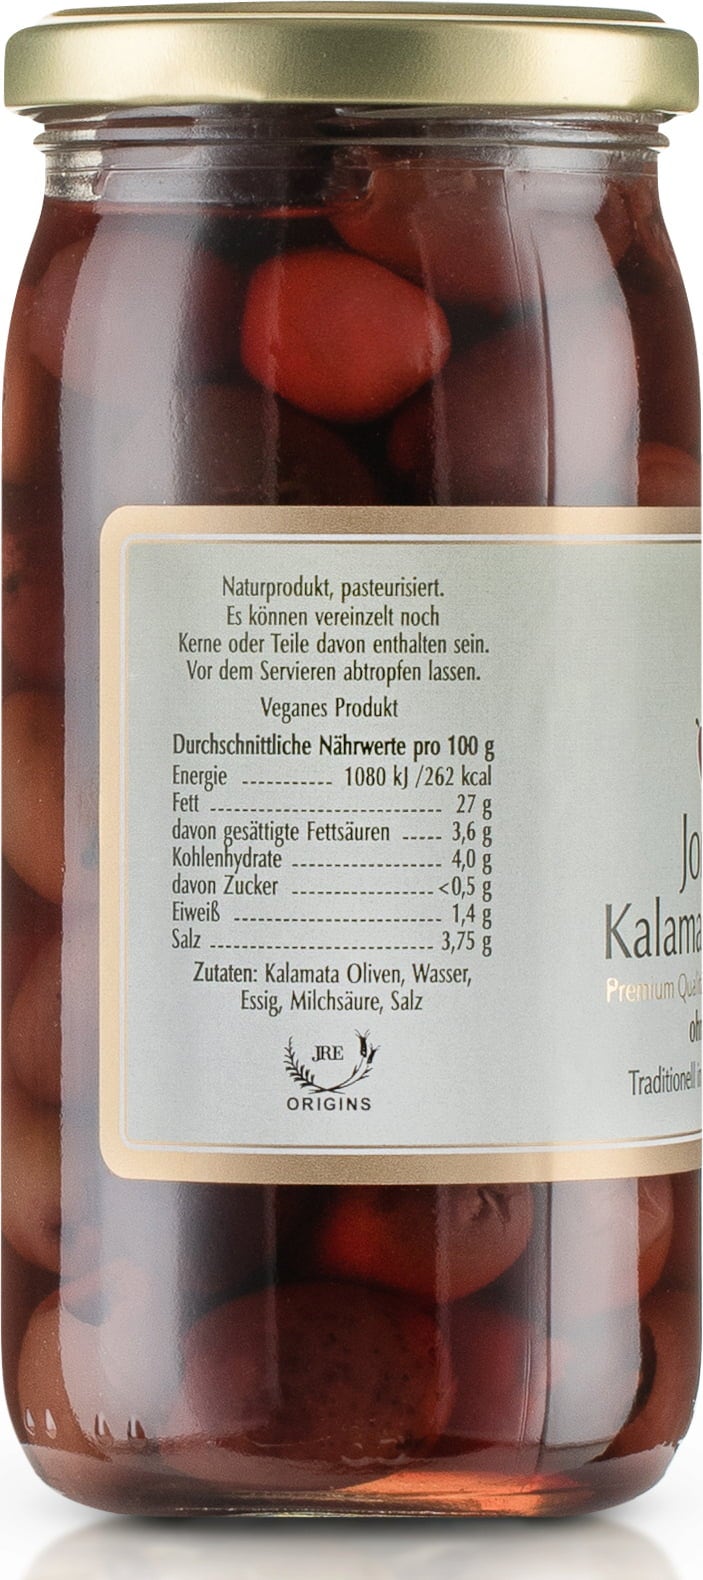 Naturprodukt, pasteurisiert.
Es können vereinzelt noch
Kerne oder Teile davon enthalten sein.
Vor dem Servieren abtropfen lassen.
Veganes Produkt
Durchschnittliche Nährwerte pro 100 g
Energie ------------ 1080 kJ /262 kcal
Fett ------------ 27 g
davon gesättigte Fettsäuren ----- 3,6 g
Kohlenhydrate ------------ 4,0 g
davon Zucker ------------ <0,5 g
Eiweiß ------------ 1,4 g
Salz ------------ 3,75 g
Zutaten: Kalamata Oliven, Wasser,
Essig, Milchsäure, Salz
JRE
ORIGINS
Premium